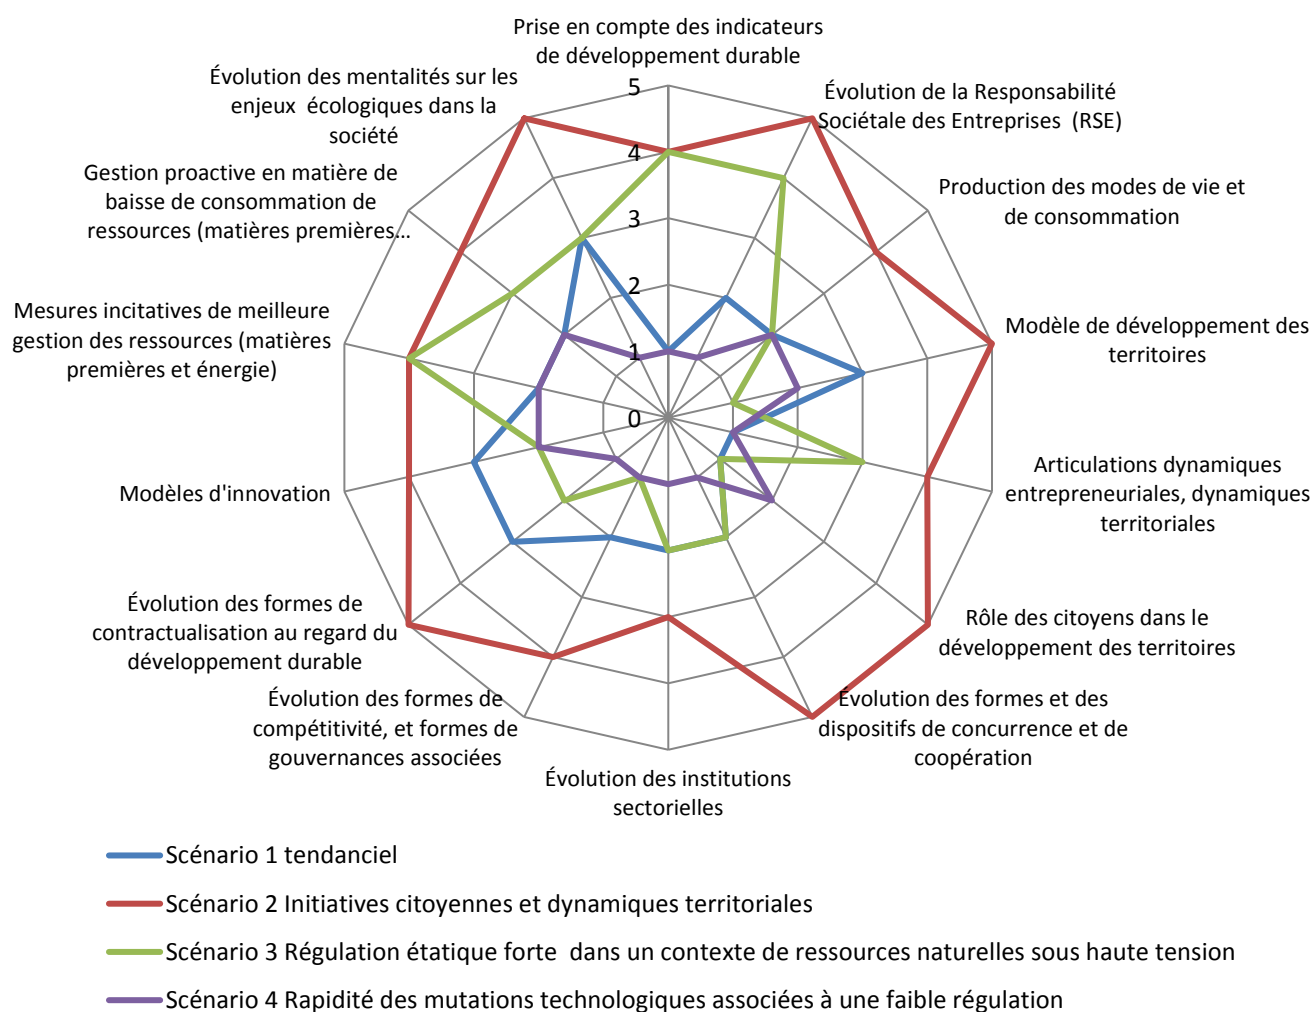 Prise en compte des indicateurs
de développement durable
Évolution de la Responsabilité
Sociétale des Entreprises (RSE)
Production des modes de vie et
de consommation
Modèle de développement des
territoires
Articulations dynamiques
entrepreneuriales, dynamiques
territoriales
Rôle des citoyens dans le
développement des territoires
Évolution des formes et des
dispositifs de concurrence et de
coopération
Évolution des institutions
sectorielles
Évolution des formes de
compétitivité, et formes de
gouvernances associées
Évolution des formes de
contractualisation au regard du
développement durable
Modèles d'innovation
Mesures incitatives de meilleure
gestion des ressources (matières
premières et énergie)
Gestion proactive en matière de
baisse de consommation de
ressources (matières premières...
Évolution des mentalités sur les
enjeux écologiques dans la
société
5
4
3
2
1
0
Scénario 1 tendanciel
Scénario 2 Initiatives citoyennes et dynamiques territoriales
Scénario 3 Régulation étatique forte dans un contexte de ressources naturelles sous haute tension
Scénario 4 Rapidité des mutations technologiques associées à une faible régulation